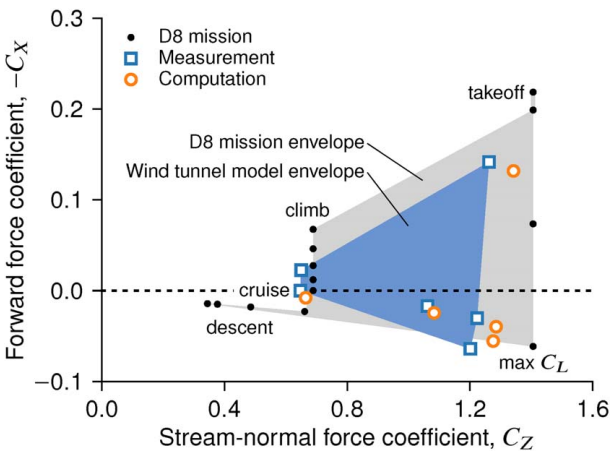 0.3
0.2
0.1
0.0
−0.1
Forward force coefficient, −C_X
D8 mission
Measurement
Computation
takeoff
D8 mission envelope
Wind tunnel model envelope
climb
cruise
descent
max C_L
0.0 0.4 0.8 1.2 1.6
Stream-normal force coefficient, C_Z